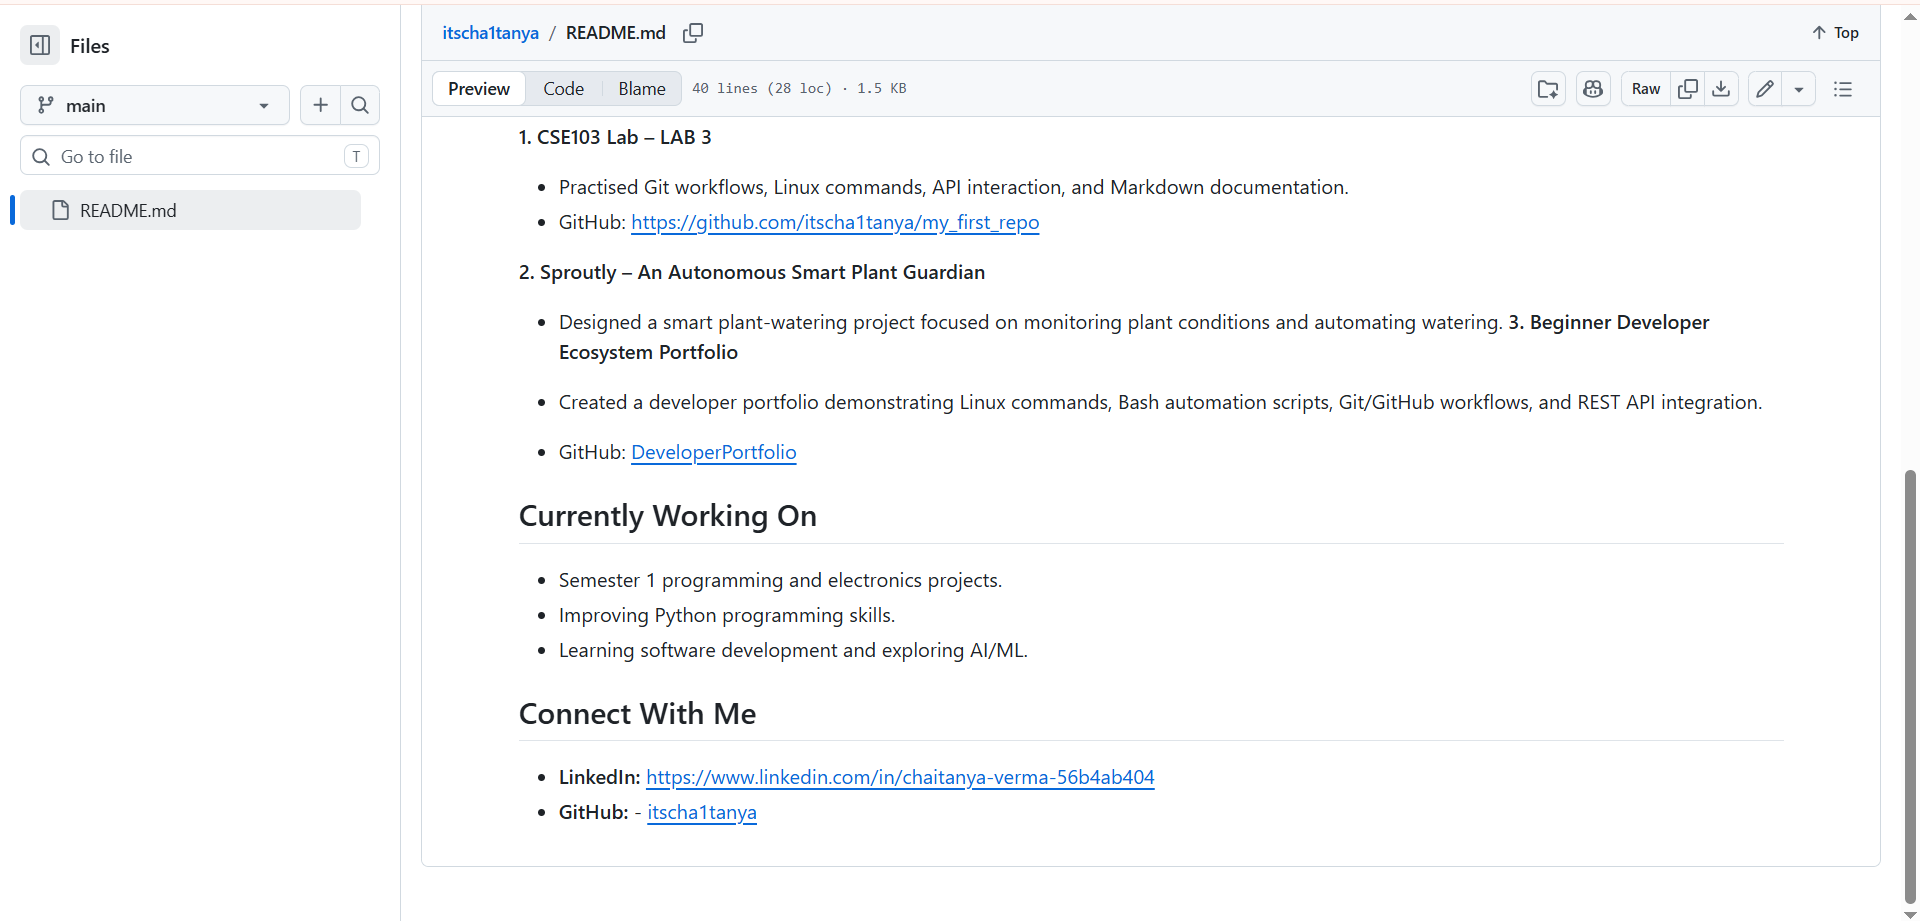 Files
main
Go to file
T
README.md
itscha1tanya / README.md
Top
Preview
Code
Blame
40 lines (28 loc) · 1.5 KB
Raw
1. CSE103 Lab – LAB 3
Practised Git workflows, Linux commands, API interaction, and Markdown documentation.
GitHub: https://github.com/itscha1tanya/my_first_repo
2. Sproutly – An Autonomous Smart Plant Guardian
Designed a smart plant-watering project focused on monitoring plant conditions and automating watering. 3. Beginner Developer
Ecosystem Portfolio
Created a developer portfolio demonstrating Linux commands, Bash automation scripts, Git/GitHub workflows, and REST API integration.
GitHub: DeveloperPortfolio
Currently Working On
Semester 1 programming and electronics projects.
Improving Python programming skills.
Learning software development and exploring AI/ML.
Connect With Me
LinkedIn: https://www.linkedin.com/in/chaitanya-verma-56b4ab404
GitHub: - itscha1tanya